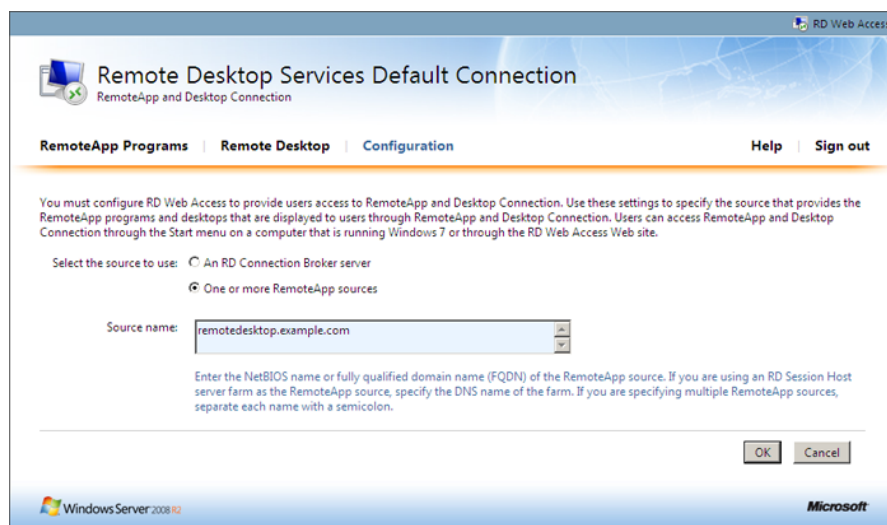 RD Web Access
Remote Desktop Services Default Connection
RemoteApp and Desktop Connection
RemoteApp Programs Remote Desktop Configuration Help Sign out
You must configure RD Web Access to provide users access to RemoteApp and Desktop Connection. Use these settings to specify the source that provides the
RemoteApp programs and desktops that are displayed to users through RemoteApp and Desktop Connection. Users can access RemoteApp and Desktop
Connection through the Start menu on a computer that is running Windows 7 or through the RD Web Access Web site.
Select the source to use: An RD Connection Broker server
One or more RemoteApp sources
Source name: remotedesktop.example.com
Enter the NetBIOS name or fully qualified domain name (FQDN) of the RemoteApp source. If you are using an RD Session Host
server farm as the RemoteApp source, specify the DNS name of the farm. If you are specifying multiple RemoteApp sources,
separate each name with a semicolon.
OK Cancel
Windows Server 2008 R2 Microsoft